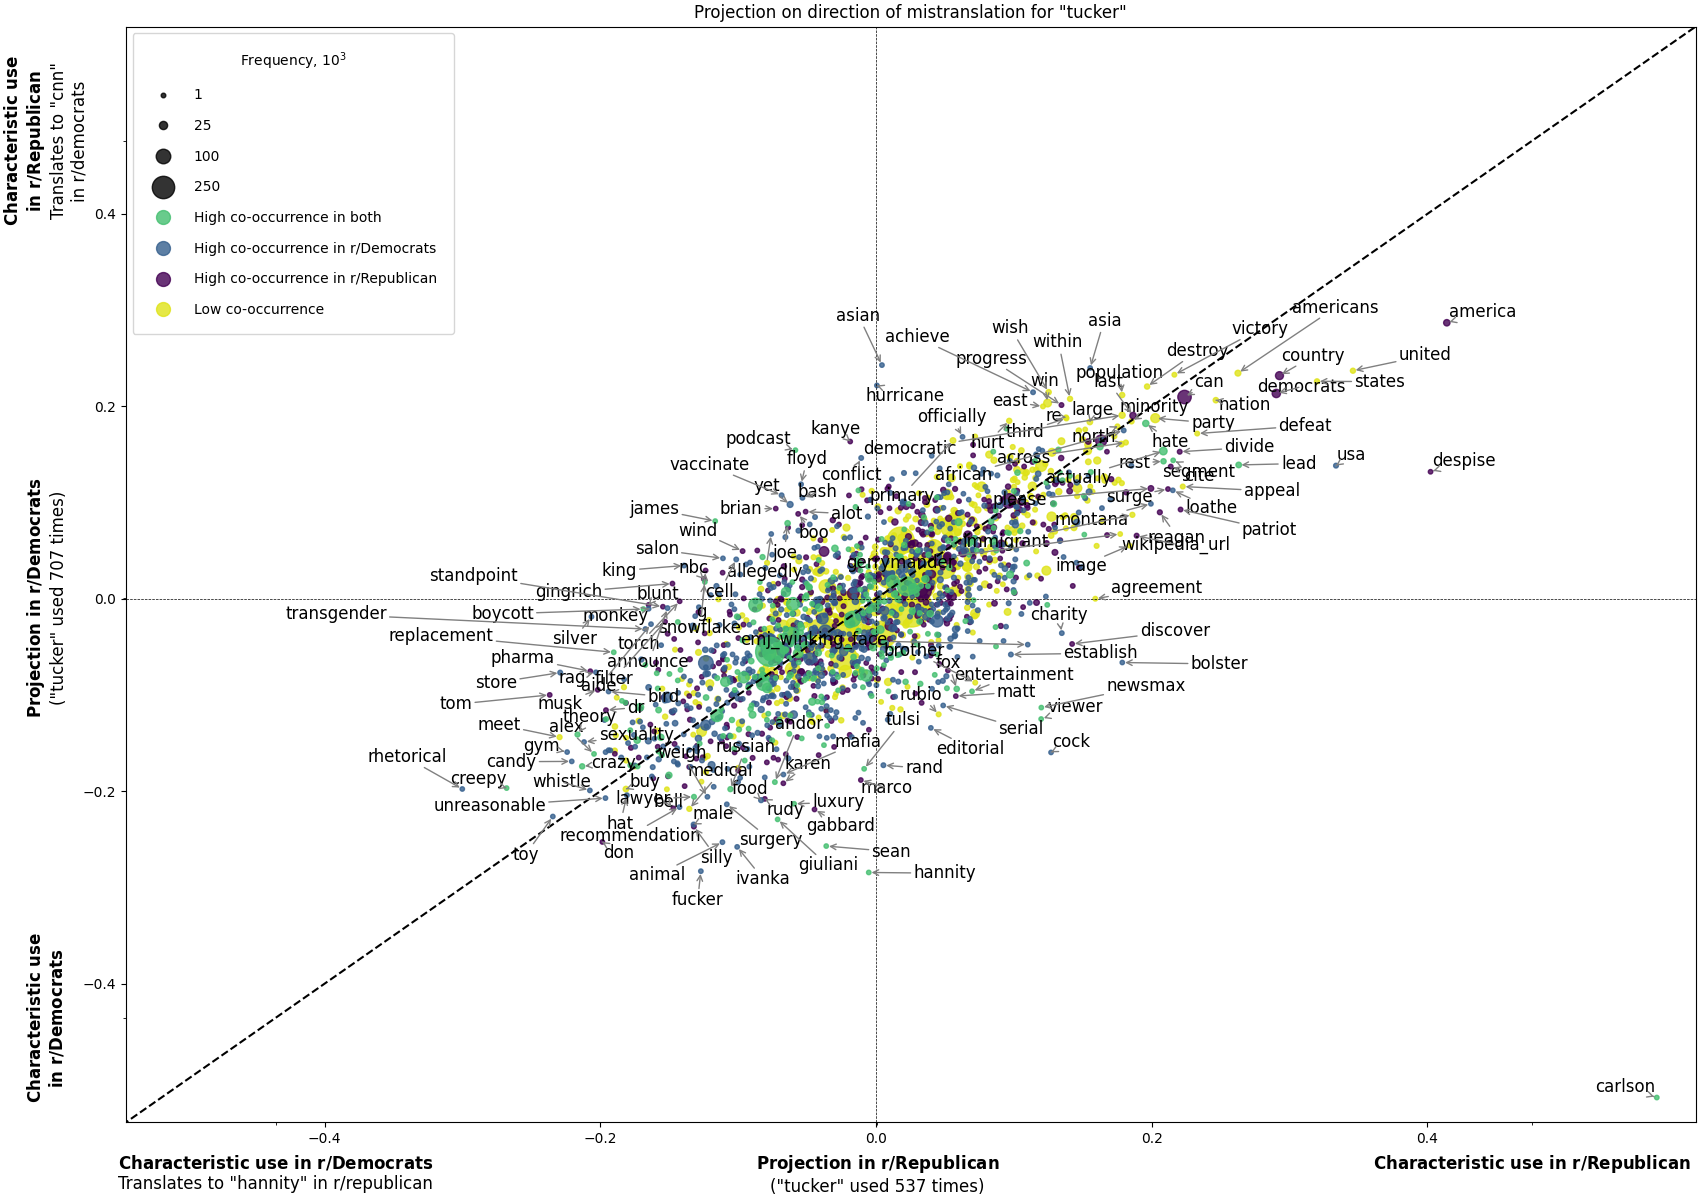 Projection on direction of mistranslation for "tucker"
Characteristic use
in r/Republican
Translates to "cnn"
in r/democrats
Projection in r/Democrats
("tucker" used 707 times)
Characteristic use
in r/Democrats
Frequency, 10³
1
25
100
250
High co-occurrence in both
High co-occurrence in r/Democrats
High co-occurrence in r/Republican
Low co-occurrence
0.4
0.2
0.0
−0.2
−0.4
americans
america
asian
asia
wish
achieve
victory
within
destroy
country
united
progress
population
win
last
can
democrats
states
hurricane
east
large
minority
nation
re
officially
party
defeat
third
kanye
north
hurt
hate
divide
podcast
democratic
usa
floyd
across
rest
lead
despise
vaccinate
conflict
african
segment
cite
actually
yet
bash
primary
please
surge
appeal
james
brian
alot
loathe
montana
patriot
wind
boo
immigrant
reagan
wikipedia_url
salon
joe
gerrymander
image
king
nbc
allegedly
standpoint
gingrich
blunt
cell
agreement
transgender
boycott
monkey
g
charity
snowflake
replacement
silver
torch
emj_winking_face
discover
brother
establish
pharma
announce
fox
bolster
rag
filter
entertainment
store
aide
newsmax
tom
musk
bird
rubio
matt
dr
viewer
meet
theory
alex
andor
tulsi
serial
gym
sexuality
russian
mafia
editorial
cock
rhetorical
candy
crazy
weigh
karen
rand
creepy
whistle
buy
medical
food
marco
unreasonable
lawyer
bell
luxury
rudy
hat
male
gabbard
recommendation
surgery
toy
don
silly
giuliani
sean
animal
ivanka
hannity
fucker
carlson
−0.4
−0.2
0.0
0.2
0.4
Characteristic use in r/Democrats
Translates to "hannity" in r/republican
Projection in r/Republican
("tucker" used 537 times)
Characteristic use in r/Republican